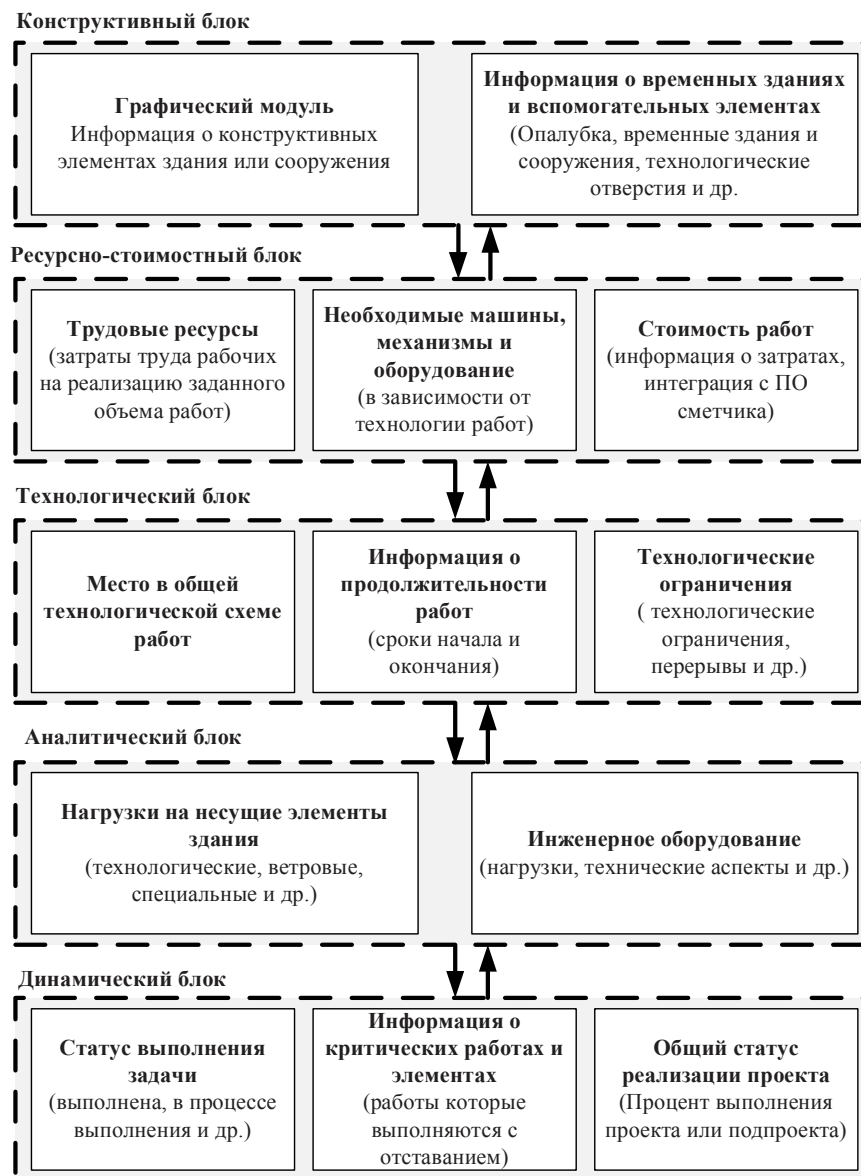 Конструктивный блок
Графический модуль
Информация о конструктивных
элементах здания или сооружения
Информация о временных зданиях
и вспомогательных элементах
(Опалубка, временные здания и
сооружения, технологические
отверстия и др.
Ресурсно-стоимостный блок
Трудовые ресурсы
(затраты труда рабочих
на реализацию заданного
объема работ)
Необходимые машины,
механизмы и
оборудование
(в зависимости от
технологии работ)
Стоимость работ
(информация о затратах,
интеграция с ПО
сметчика)
Технологический блок
Место в общей
технологической схеме
работ
Информация о
продолжительности
работ
(сроки начала и
окончания)
Технологические
ограничения
( технологические
ограничения,
перерывы и др.)
Аналитический блок
Нагрузки на несущие элементы
здания
(технологические, ветровые,
специальные и др.)
Инженерное оборудование
(нагрузки, технические аспекты и др.)
Динамический блок
Статус выполнения
задачи
(выполнена, в процессе
выполнения и др.)
Информация о
критических работах и
элементах
(работы которые
выполняются с
отставанием)
Общий статус
реализации проекта
(Процент выполнения
проекта или подпроекта)